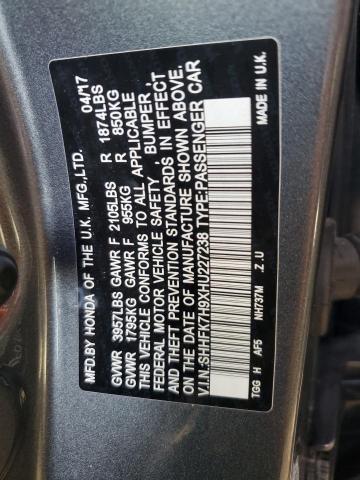 MFD.BY HONDA OF THE U.K. MFG.,LTD. 04/17
GVWR 3957LBS GAWR F 2105LBS R 1874LBS
GVWR 1795KG GAWR F 955KG R 850KG
THIS VEHICLE CONFORMS TO ALL APPLICABLE
FEDERAL MOTOR VEHICLE SAFETY , BUMPER ,
AND THEFT PREVENTION STANDARDS IN EFFECT
ON THE DATE OF MANUFACTURE SHOWN ABOVE.
V.I.N.:SHHFK7H9XHU227238 TYPE:PASSENGER CAR
TGG H AF5 NH737M .Z.U MADE IN U.K.